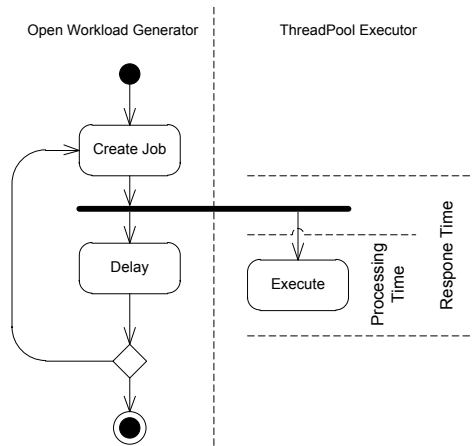 Open Workload Generator
ThreadPool Executor
Create Job
Delay
Execute
Processing
Time
Respone Time